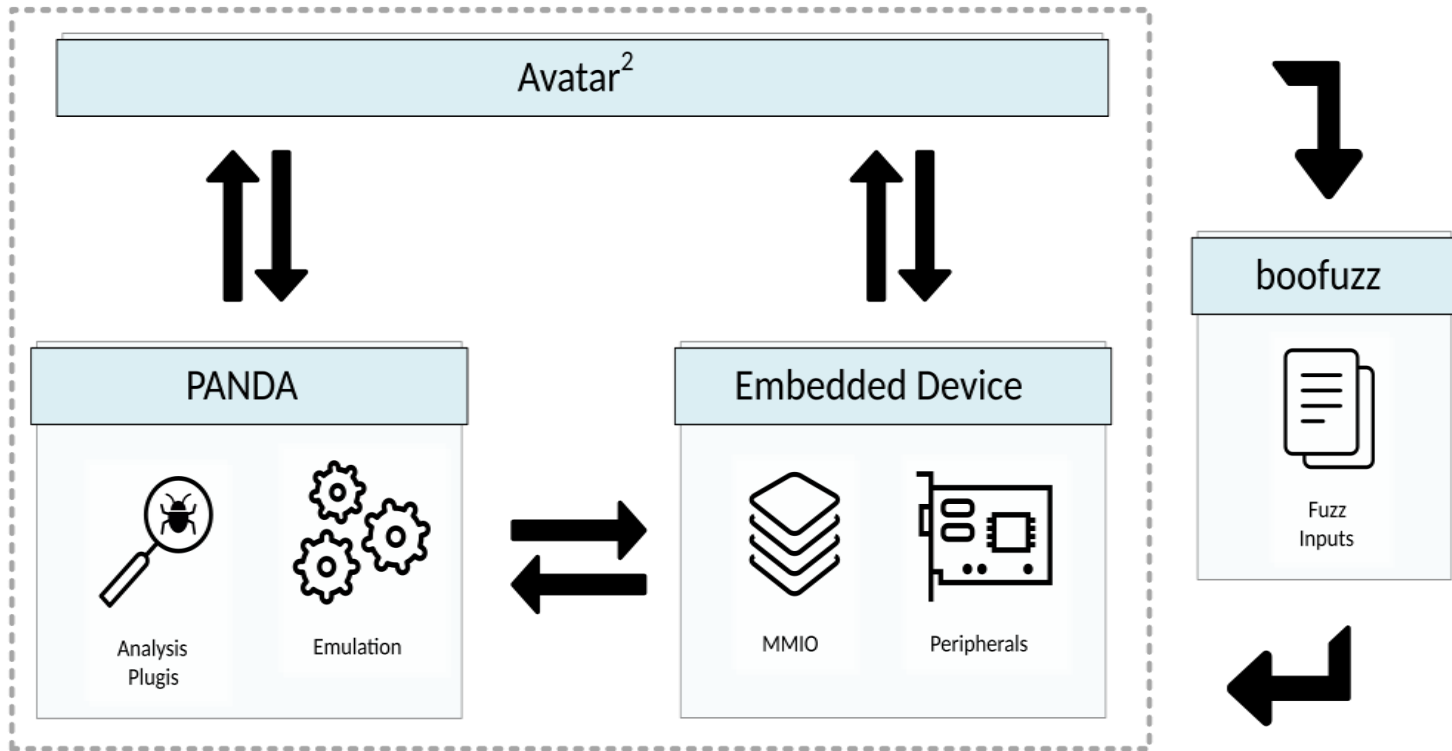 Avatar²
boofuzz
PANDA
Embedded Device
Fuzz
Inputs
Analysis
Plugis
Emulation
MMIO
Peripherals